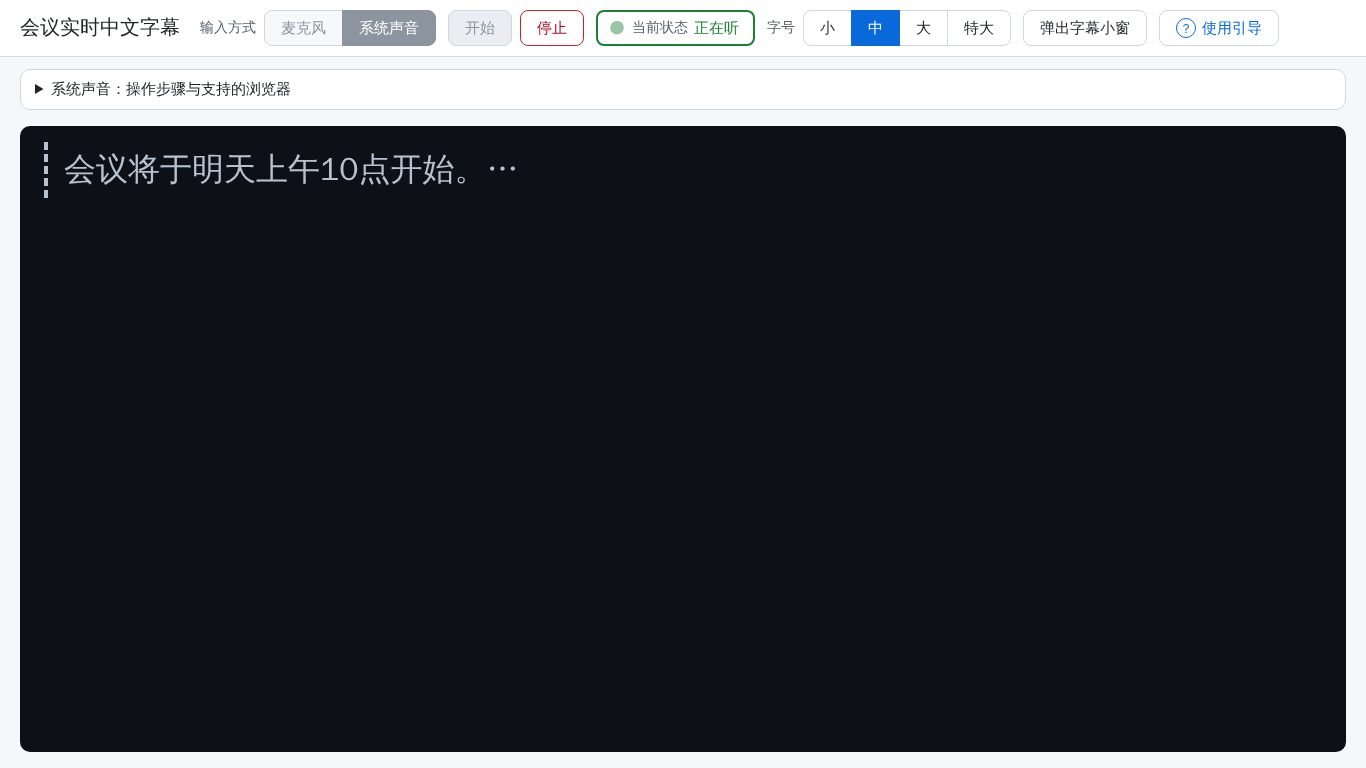 会议实时中文字幕 输入方式 麦克风 系统声音 开始 停止 当前状态 正在听 字号 小 中 大 特大 弹出字幕小窗 ? 使用引导
▶ 系统声音：操作步骤与支持的浏览器
会议将于明天上午10点开始。…